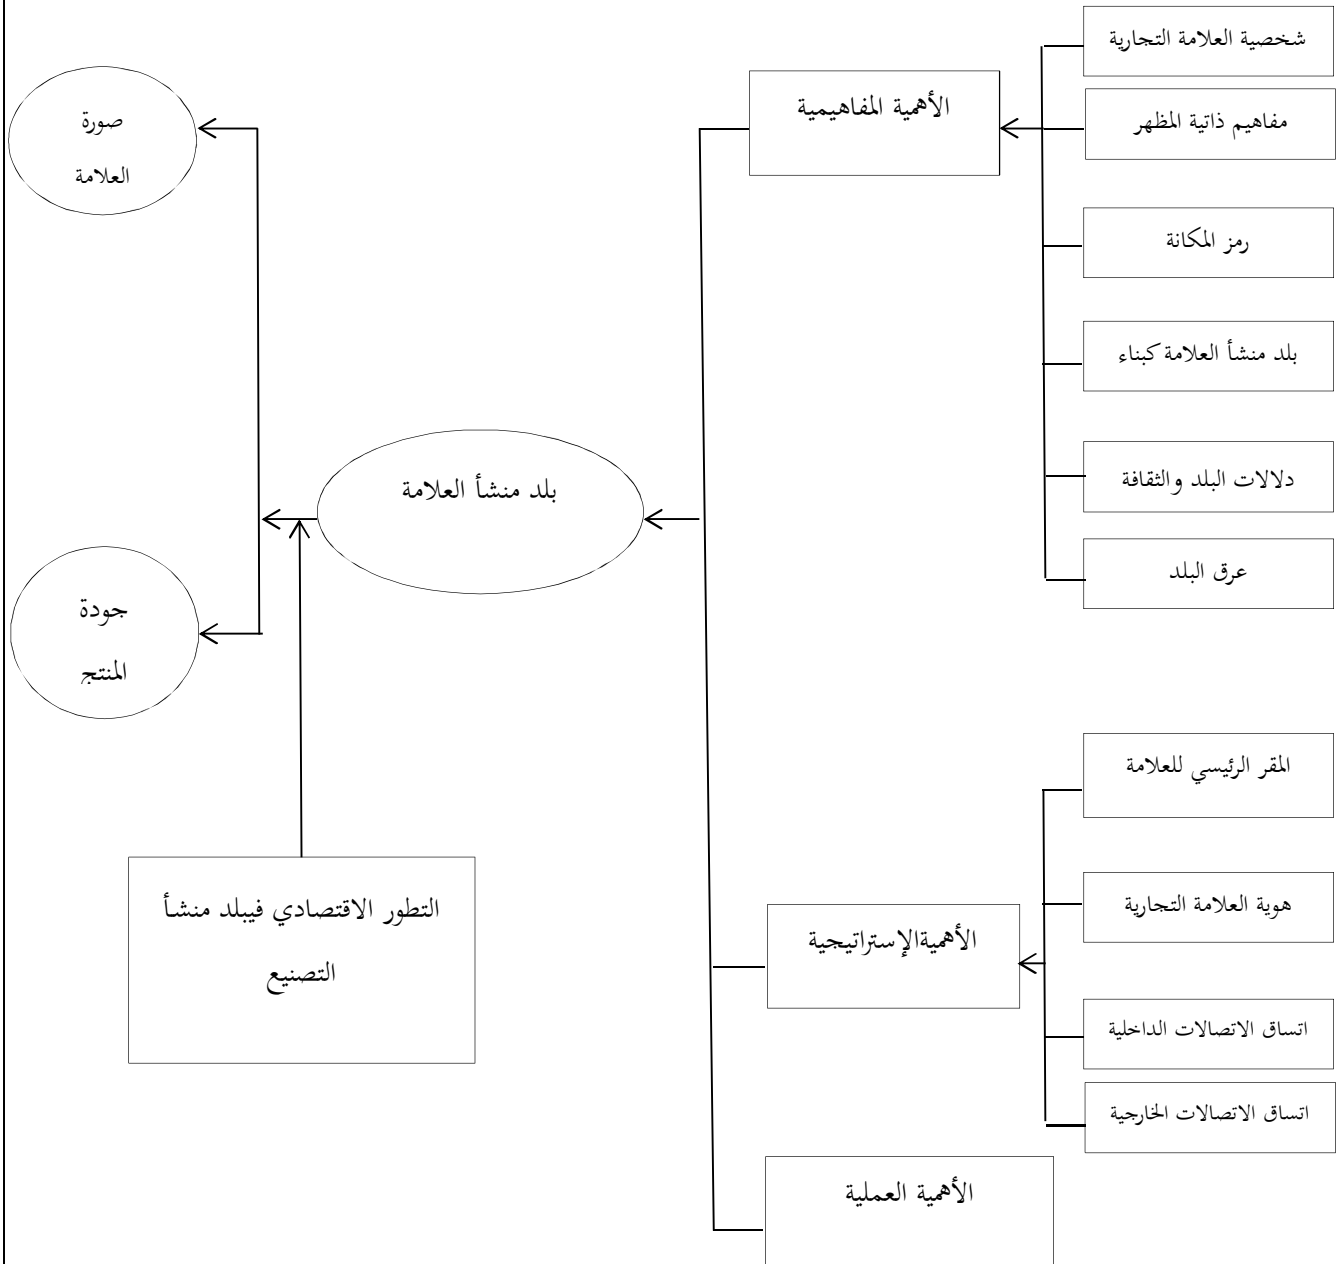 شخصية العلامة التجارية
مفاهيم ذاتية المظهر
رمز المكانة
بلد منشأ العلامة كبناء
دلالات البلد والثقافة
عرق البلد
الأهمية المفاهيمية
المقر الرئيسي للعلامة
هوية العلامة التجارية
اتساق الاتصالات الداخلية
اتساق الاتصالات الخارجية
الأهميةالإستراتيجية
الأهمية العملية
بلد منشأ العلامة
التطور الاقتصادي فيبلد منشأ
التصنيع
صورة
العلامة
جودة
المنتج